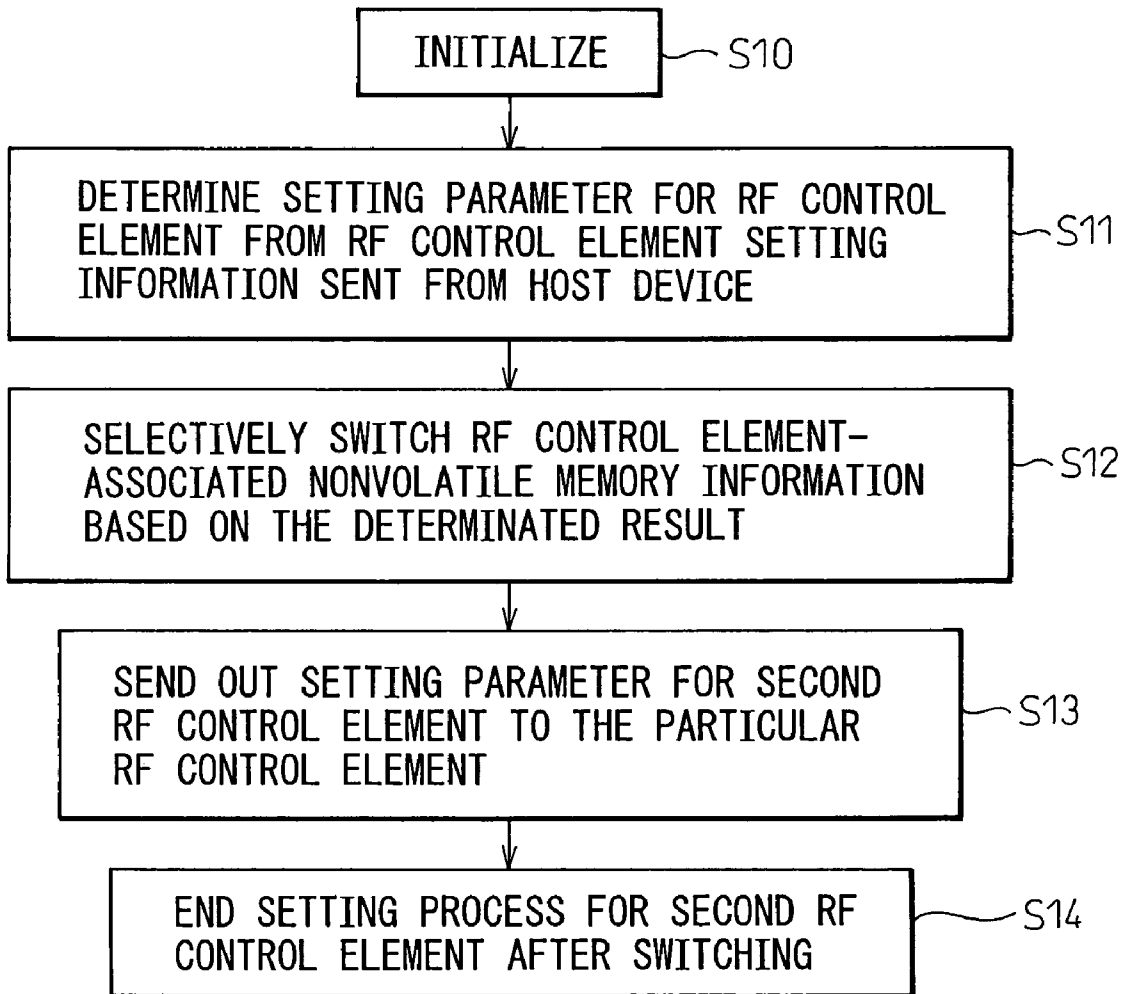 INITIALIZE
S10
DETERMINE SETTING PARAMETER FOR RF CONTROL
ELEMENT FROM RF CONTROL ELEMENT SETTING
INFORMATION SENT FROM HOST DEVICE
S11
SELECTIVELY SWITCH RF CONTROL ELEMENT-
ASSOCIATED NONVOLATILE MEMORY INFORMATION
BASED ON THE DETERMINATED RESULT
S12
SEND OUT SETTING PARAMETER FOR SECOND
RF CONTROL ELEMENT TO THE PARTICULAR
RF CONTROL ELEMENT
S13
END SETTING PROCESS FOR SECOND RF
CONTROL ELEMENT AFTER SWITCHING
S14